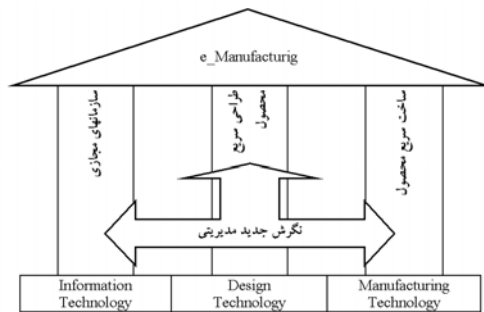 e_Manufacturig
سازمانهای مجازی
طراحی سریع
محصول
ساخت سریع محصول
نگرش جدید مدیریتی
Information
Technology
Design
Technology
Manufacturing
Technology